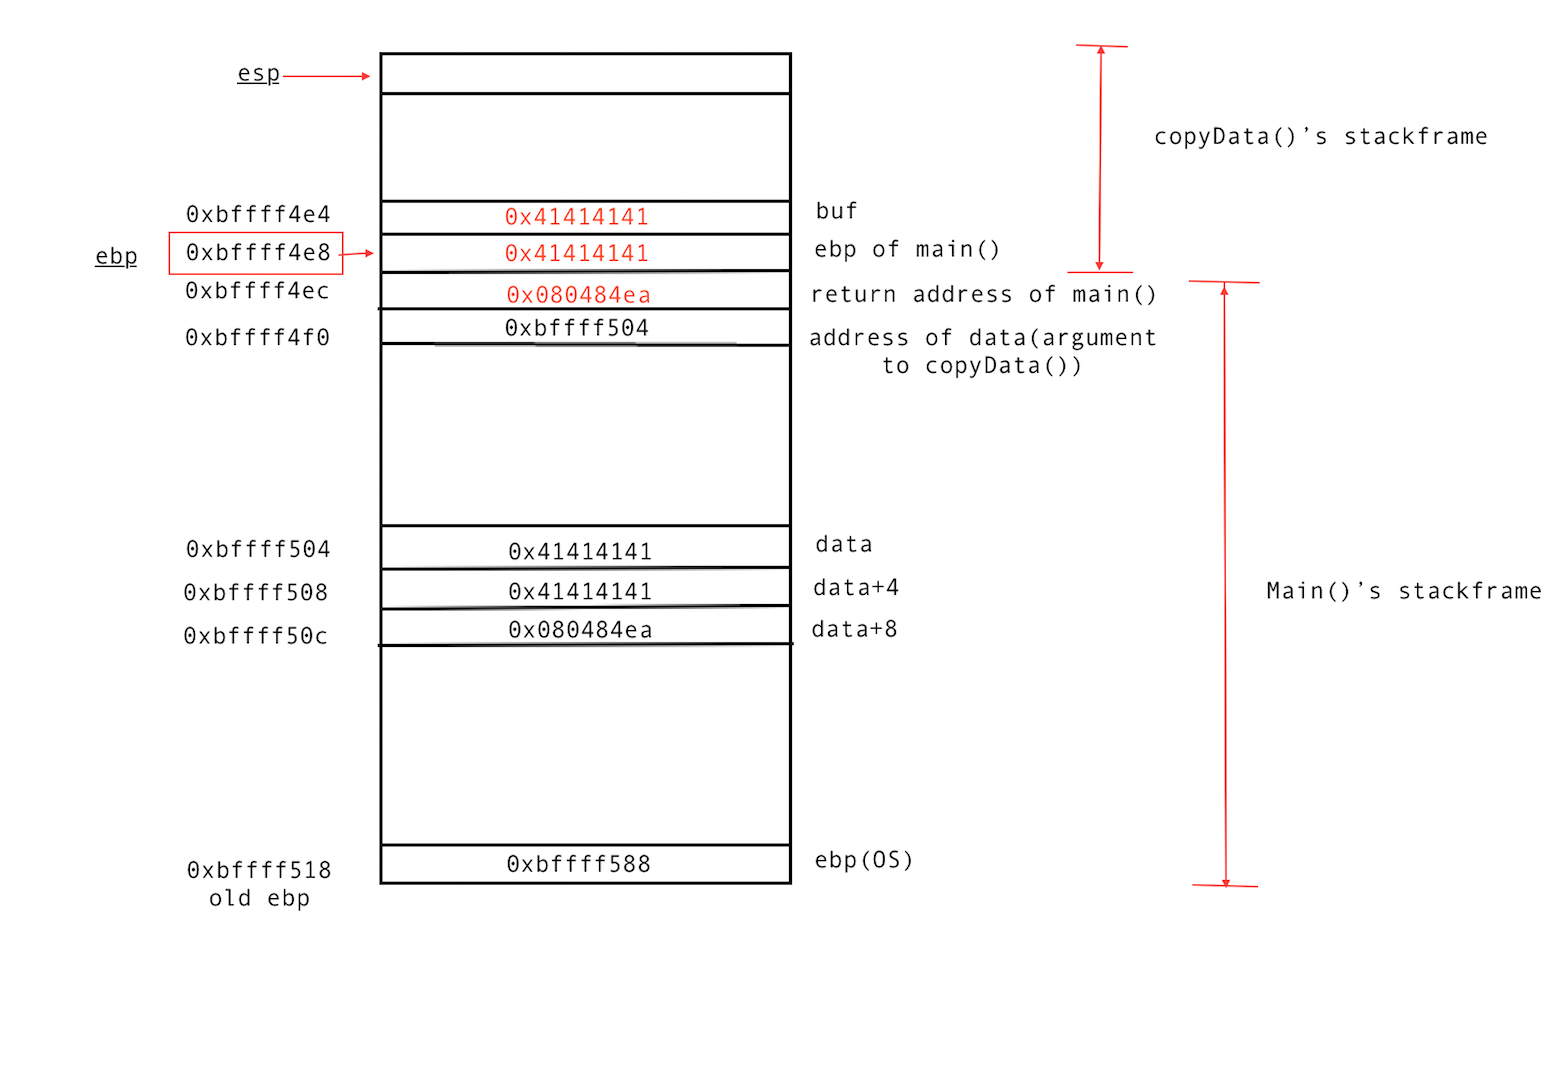 esp
copyData()’s stackframe
0xbffff4e4 0x41414141 buf
ebp 0xbffff4e8 0x41414141 ebp of main()
0xbffff4ec 0x080484ea return address of main()
0xbffff4f0 0xbffff504 address of data(argument
to copyData())
0xbffff504 0x41414141 data
0xbffff508 0x41414141 data+4
Main()’s stackframe
0xbffff50c 0x080484ea data+8
0xbffff518 0xbffff588 ebp(OS)
old ebp